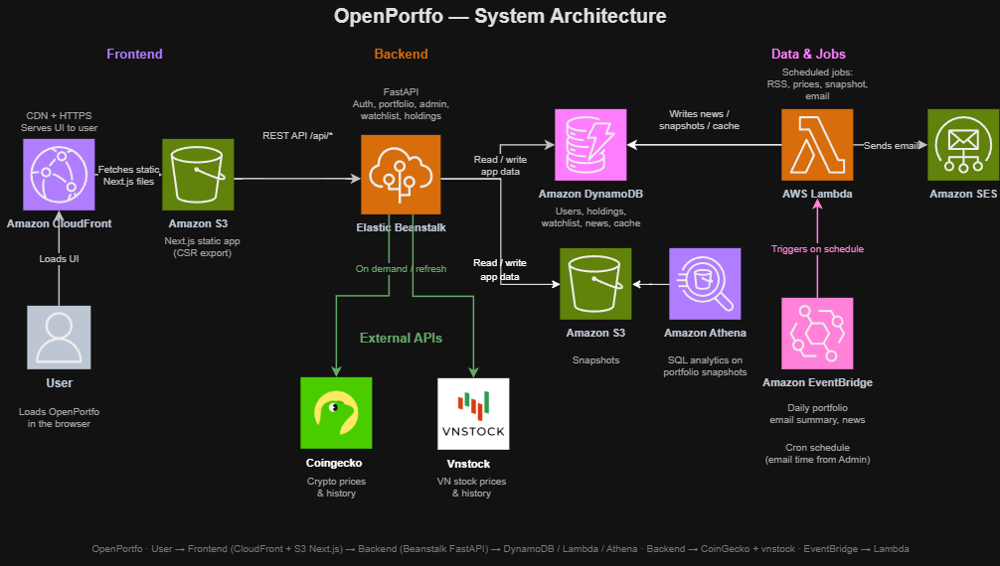 OpenPortfo — System Architecture
Frontend
Backend
Data & Jobs
Scheduled jobs:
RSS, prices, snapshot,
email
FastAPI
Auth, portfolio, admin,
watchlist, holdings
CDN + HTTPS
Serves UI to user
REST API /api/*
Writes news /
snapshots / cache
Fetches static
Next.js files
Read / write
app data
Sends email
Amazon CloudFront
Amazon S3
Elastic Beanstalk
Amazon DynamoDB
AWS Lambda
Amazon SES
Next.js static app
(CSR export)
Users, holdings,
watchlist, news, cache
Loads UI
On demand / refresh
Read / write
app data
Triggers on schedule
External APIs
Amazon S3
Amazon Athena
Snapshots
SQL analytics on
portfolio snapshots
User
Amazon EventBridge
Loads OpenPortfo
in the browser
Daily portfolio
email summary, news
Cron schedule
(email time from Admin)
VNSTOCK
Coingecko
Vnstock
Crypto prices
& history
VN stock prices
& history
OpenPortfo · User → Frontend (CloudFront + S3 Next.js) → Backend (Beanstalk FastAPI) → DynamoDB / Lambda / Athena · Backend → CoinGecko + vnstock · EventBridge → Lambda